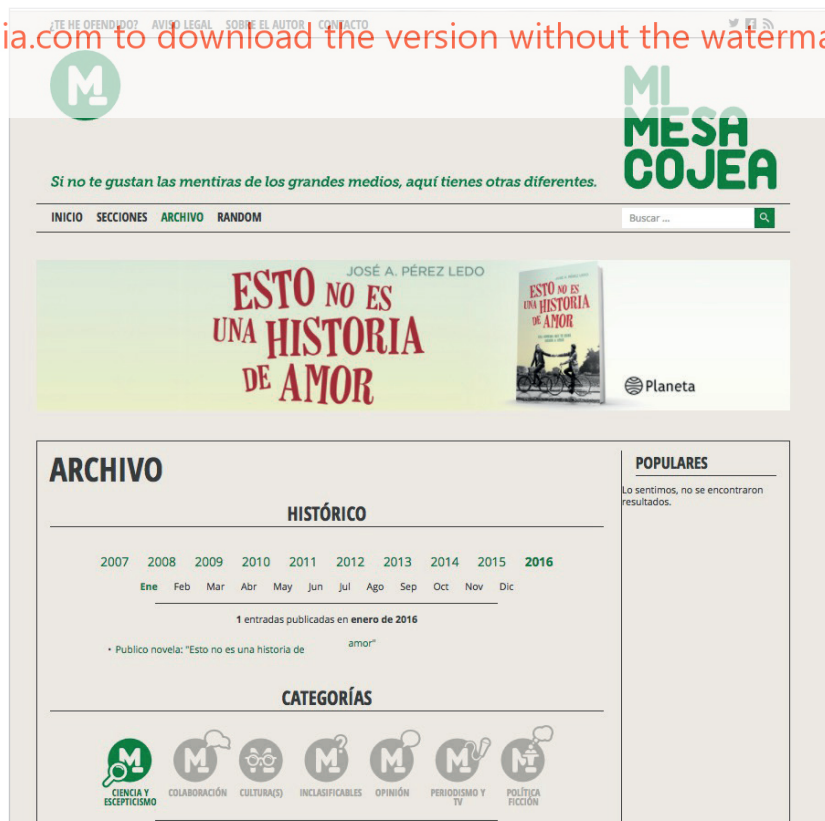 ¿TE HE OFENDIDO? AVISO LEGAL SOBRE EL AUTOR CONTACTO
ia.com to download the version without the waterma
M
MI
MESA
COJEA
Si no te gustan las mentiras de los grandes medios, aquí tienes otras diferentes.
INICIO SECCIONES ARCHIVO RANDOM
Buscar ...
JOSÉ A. PÉREZ LEDO
ESTO NO ES
UNA HISTORIA
DE AMOR
ESTO NO ES
UNA HISTORIA
DE AMOR
Planeta
ARCHIVO
POPULARES
Lo sentimos, no se encontraron
resultados.
HISTÓRICO
2007 2008 2009 2010 2011 2012 2013 2014 2015 2016
Ene Feb Mar Abr May Jun Jul Ago Sep Oct Nov Dic
1 entradas publicadas en enero de 2016
• Publico novela: "Esto no es una historia de
amor"
CATEGORÍAS
M M M M M M
CIENCIA Y
ESCEPTICISMO
COLABORACIÓN
CULTURA(S)
INCLASIFICABLES
OPINIÓN
PERIODISMO Y
TV
POLÍTICA
FICCIÓN